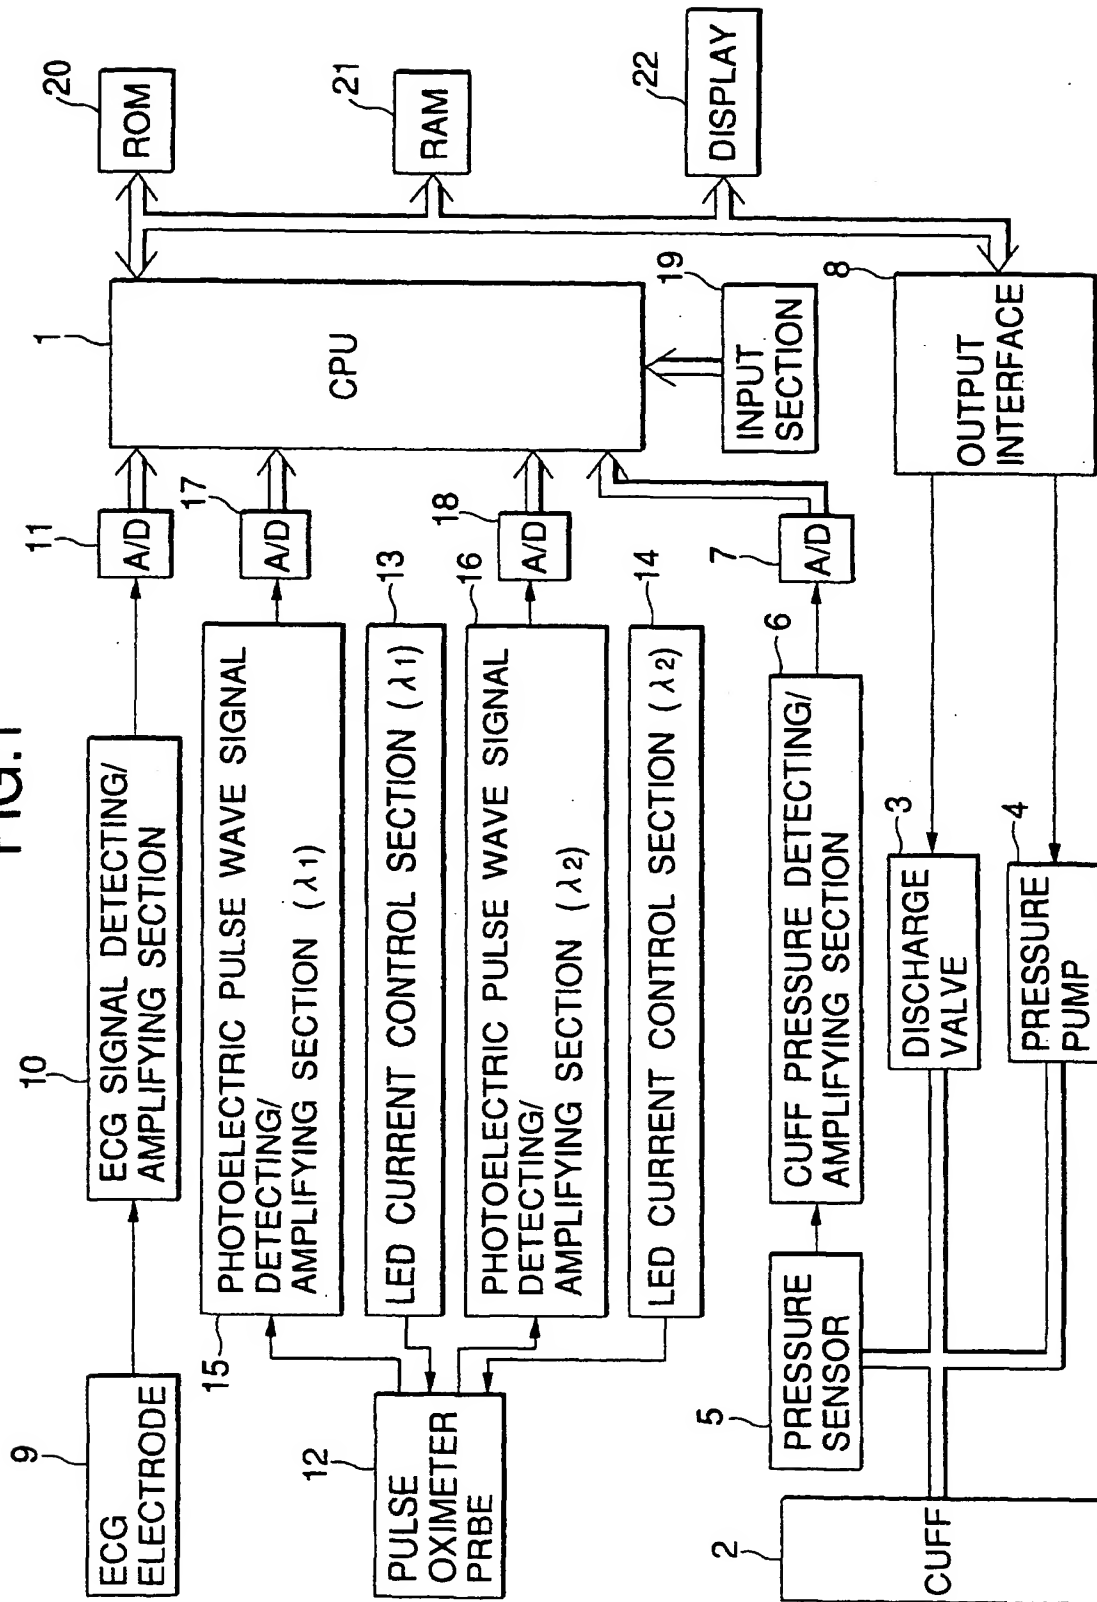 FIG.1
9
ECG
ELECTRODE
10
ECG SIGNAL DETECTING/
AMPLIFYING SECTION
11
A/D
1
CPU
20
ROM
15
PHOTOELECTRIC PULSE WAVE SIGNAL
DETECTING/
AMPLIFYING SECTION (λ1)
17
A/D
21
RAM
12
PULSE
OXIMETER
PRBE
13
LED CURRENT CONTROL SECTION (λ1)
16
PHOTOELECTRIC PULSE WAVE SIGNAL
DETECTING/
AMPLIFYING SECTION (λ2)
18
A/D
14
LED CURRENT CONTROL SECTION (λ2)
19
INPUT
SECTION
22
DISPLAY
5
PRESSURE
SENSOR
6
CUFF PRESSURE DETECTING/
AMPLIFYING SECTION
7
A/D
8
OUTPUT
INTERFACE
2
CUFF
3
DISCHARGE
VALVE
4
PRESSURE
PUMP